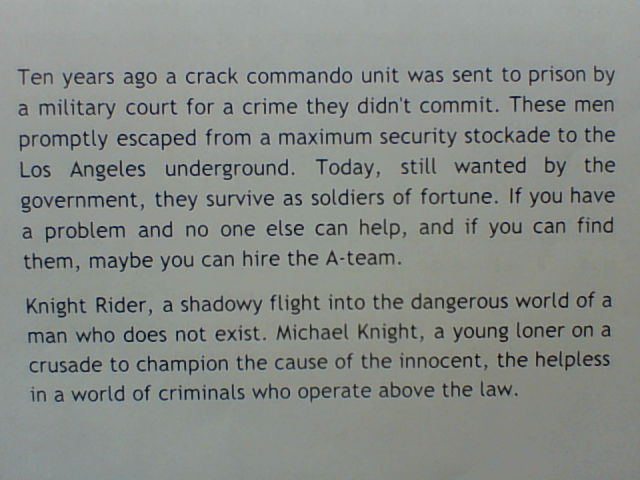 Ten years ago a crack commando unit was sent to prison by
a military court for a crime they didn't commit. These men
promptly escaped from a maximum security stockade to the
Los Angeles underground. Today, still wanted by the
government, they survive as soldiers of fortune. If you have
a problem and no one else can help, and if you can find
them, maybe you can hire the A-team.
Knight Rider, a shadowy flight into the dangerous world of a
man who does not exist. Michael Knight, a young loner on a
crusade to champion the cause of the innocent, the helpless
in a world of criminals who operate above the law.